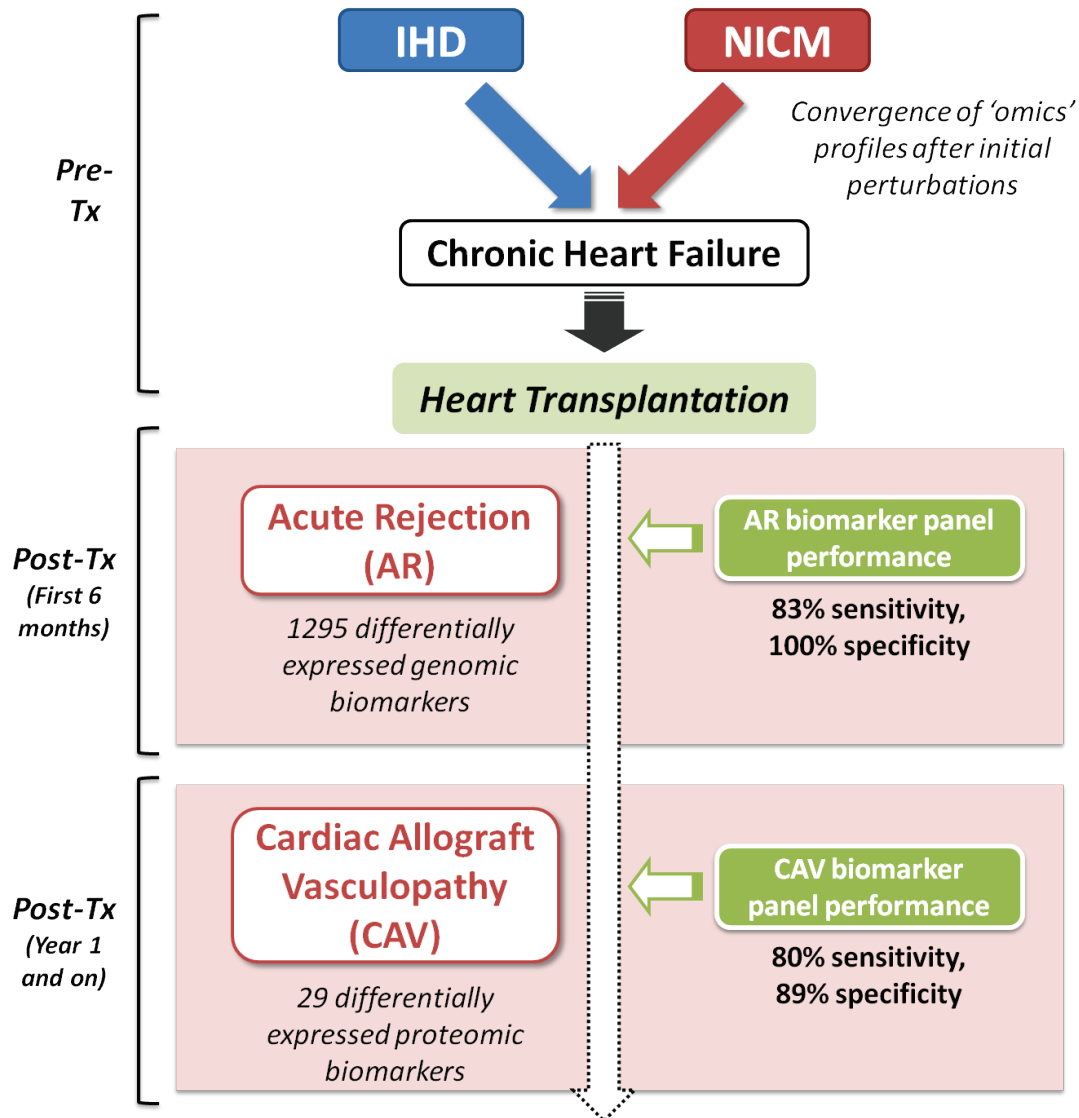 IHD
NICM
Convergence of ‘omics’
profiles after initial
perturbations
Pre-
Tx
Chronic Heart Failure
Heart Transplantation
Post-Tx
(First 6
months)
Acute Rejection
(AR)
1295 differentially
expressed genomic
biomarkers
AR biomarker panel
performance
83% sensitivity,
100% specificity
Post-Tx
(Year 1
and on)
Cardiac Allograft
Vasculopathy
(CAV)
29 differentially
expressed proteomic
biomarkers
CAV biomarker
panel performance
80% sensitivity,
89% specificity